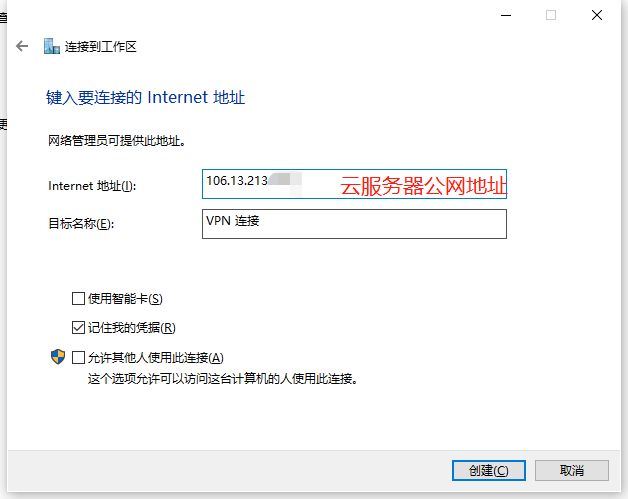 连接到工作区
键入要连接的 Internet 地址
网络管理员可提供此地址。
Internet 地址(I):
106.13.213
云服务器公网地址
目标名称(E):
VPN 连接
使用智能卡(S)
记住我的凭据(R)
允许其他人使用此连接(A)
这个选项允许可以访问这台计算机的人使用此连接。
创建(C)
取消